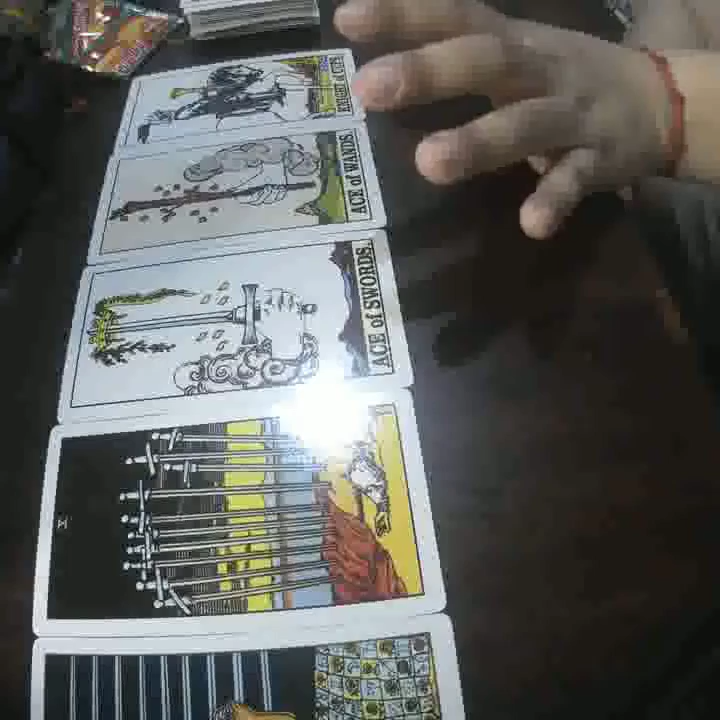 KNIGHT of CUPS.
ACE of WANDS.
ACE of SWORDS.
X